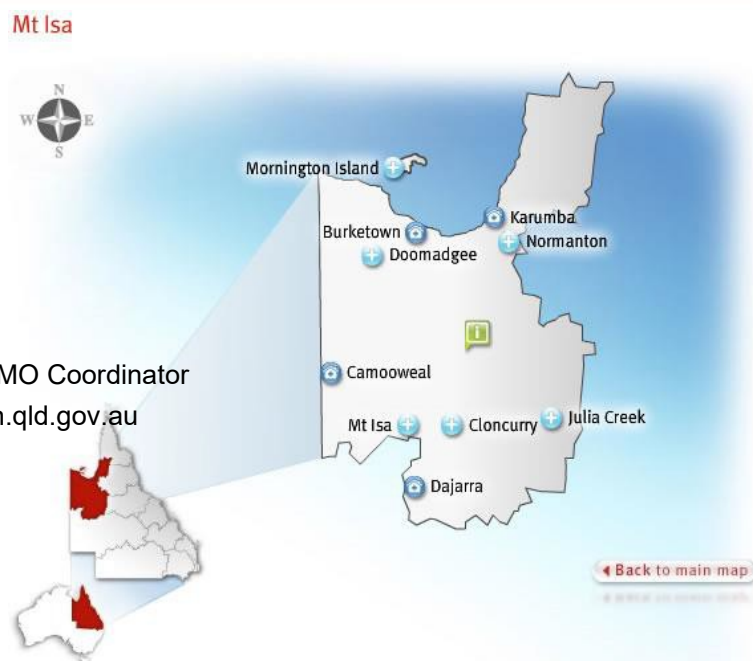 Mt Isa
N
W E
S
Mornington Island
Karumba
Burketown
Normanton
Doomadgee
i
MO Coordinator
Camooweal
n.qld.gov.au
Mt Isa
Cloncurry
Julia Creek
Dajarra
Back to main map